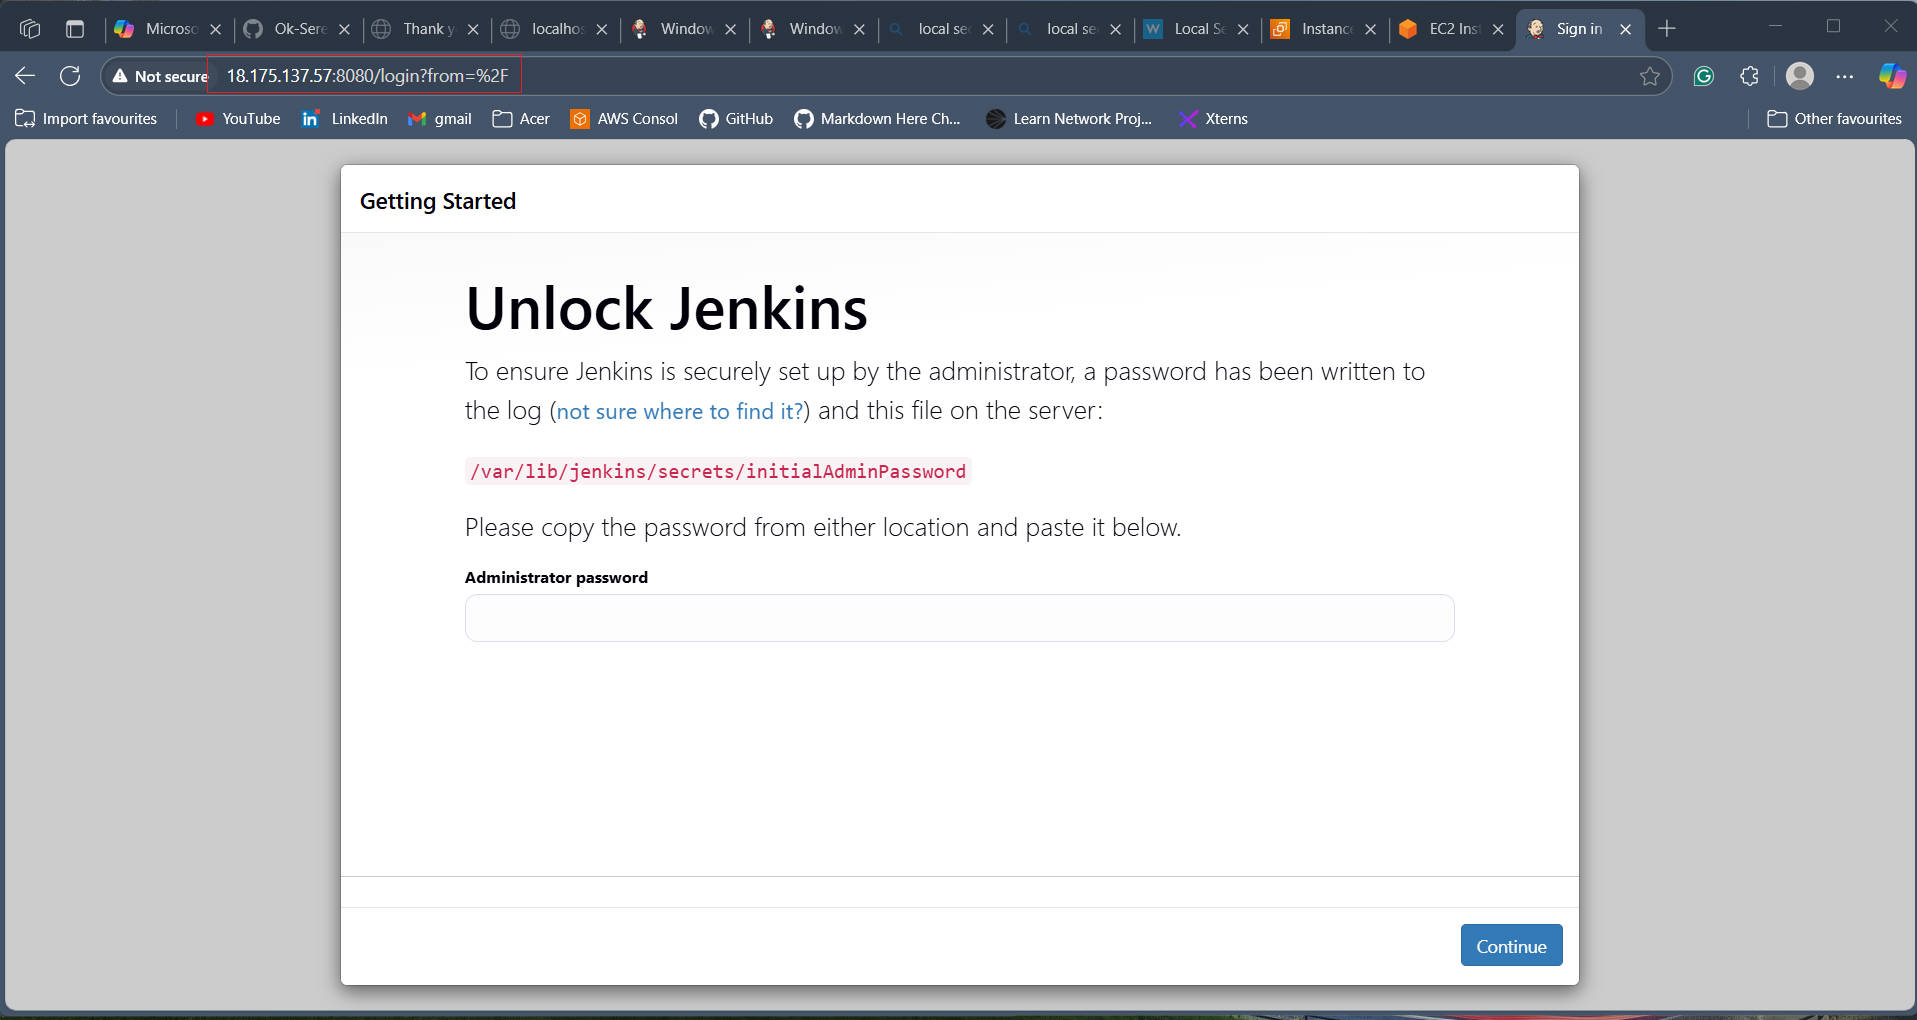 Microso
Ok-Sere
Thank y
localhos
Window
Window
local sec
local se
Local Se
Instance
EC2 Inst
Sign in
Not secure
18.175.137.57:8080/login?from=%2F
Import favourites
YouTube
LinkedIn
gmail
Acer
AWS Consol
GitHub
Markdown Here Ch...
Learn Network Proj...
Xterns
Other favourites
Getting Started
Unlock Jenkins
To ensure Jenkins is securely set up by the administrator, a password has been written to
the log (not sure where to find it?) and this file on the server:
/var/lib/jenkins/secrets/initialAdminPassword
Please copy the password from either location and paste it below.
Administrator password
Continue